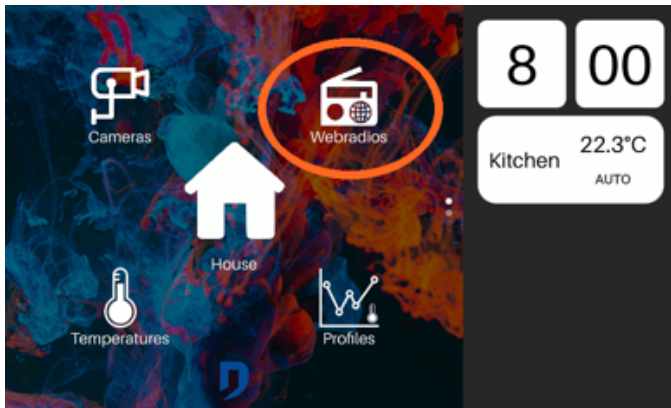 Cameras
Webradios
House
Temperatures
Profiles
8 00
Kitchen 22.3°C
AUTO